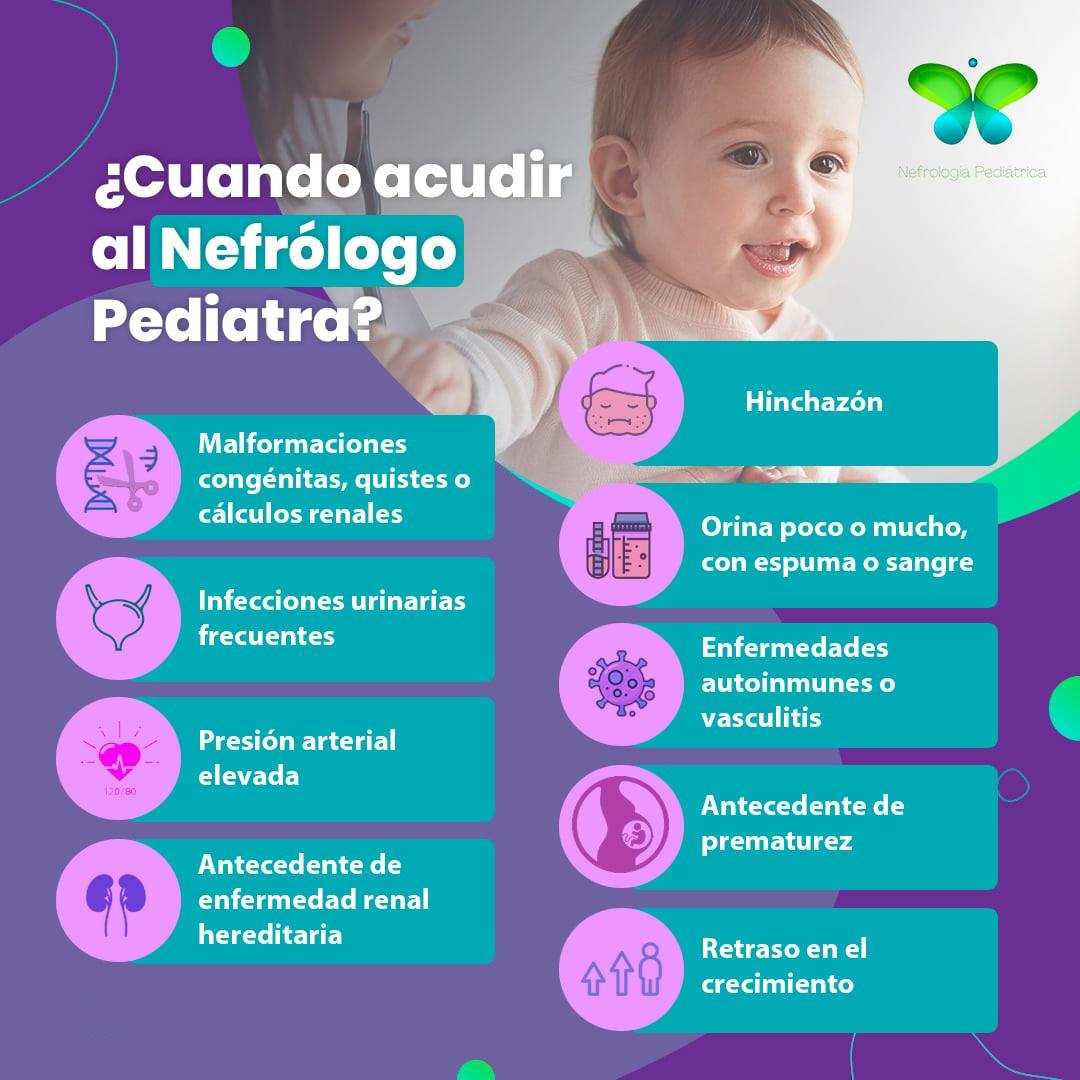 ¿Cuando acudir
al Nefrólogo
Pediatra?
Nefrología Pediátrica
Malformaciones
congénitas, quistes o
cálculos renales
Infecciones urinarias
frecuentes
Presión arterial
elevada
120/80
Antecedente de
enfermedad renal
hereditaria
Hinchazón
Orina poco o mucho,
con espuma o sangre
Enfermedades
autoinmunes o
vasculitis
Antecedente de
prematurez
Retraso en el
crecimiento